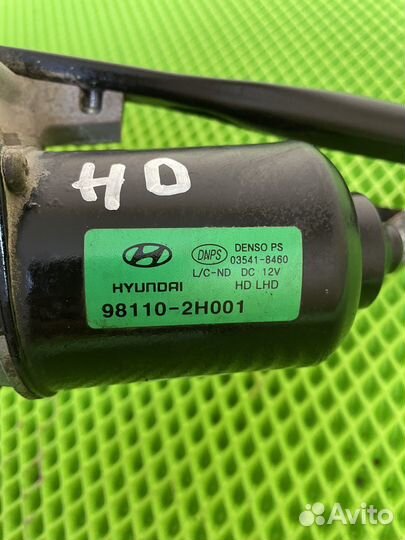 HD
DNPS
DENSO PS
03541-8460
L/C-ND DC 12V
HYUNDAI
HD LHD
98110-2H001
Avito